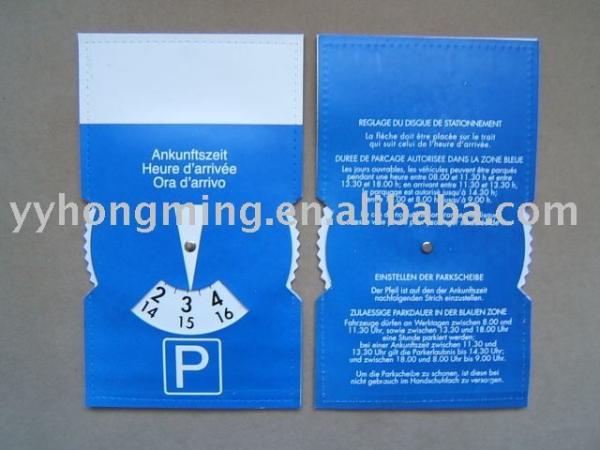 Ankunftszeit
Heure d'arrivée
Ora d'arrivo
2 3 4
14 15 16
P
REGLAGE DU DISQUE DE STATIONNEMENT
La flèche doit être placée sur le trait
qui suit celui de l'heure d'arrivée.
DUREE DE PARCAGE AUTORISEE DANS LA ZONE BLEUE
Les jours ouvrables, les véhicules peuvent être parqués
pendant une heure entre 08.00 et 11.30 h et entre
13.30 et 18.00 h; en arrivant entre 11.30 et 13.30 h,
le parquage est autorisé jusqu'à 14.30 h;
et 8.00 h jusqu'à 9.00 h.
yyhongming.en.alibaba.com
EINSTELLEN DER PARKSCHEIBE
Der Pfeil ist auf den der Ankunftszeit
nachfolgenden Strich einzustellen.
ZULAESSIGE PARKDAUER IN DER BLAUEN ZONE
Fahrzeuge dürfen an Werktagen zwischen 8.00 und
11.30 Uhr, sowie zwischen 13.30 und 18.00 Uhr
eine Stunde parkiert werden;
bei einer Ankunftszeit zwischen 11.30 und
13.30 Uhr gilt die Parkerlaubnis bis 14.30 Uhr;
und zwischen 18.00 und 8.00 Uhr bis 9.00 Uhr.
Um die Parkscheibe zu schonen, ist diese bei
nicht gebrauch im Handschuhfach zu versorgen.